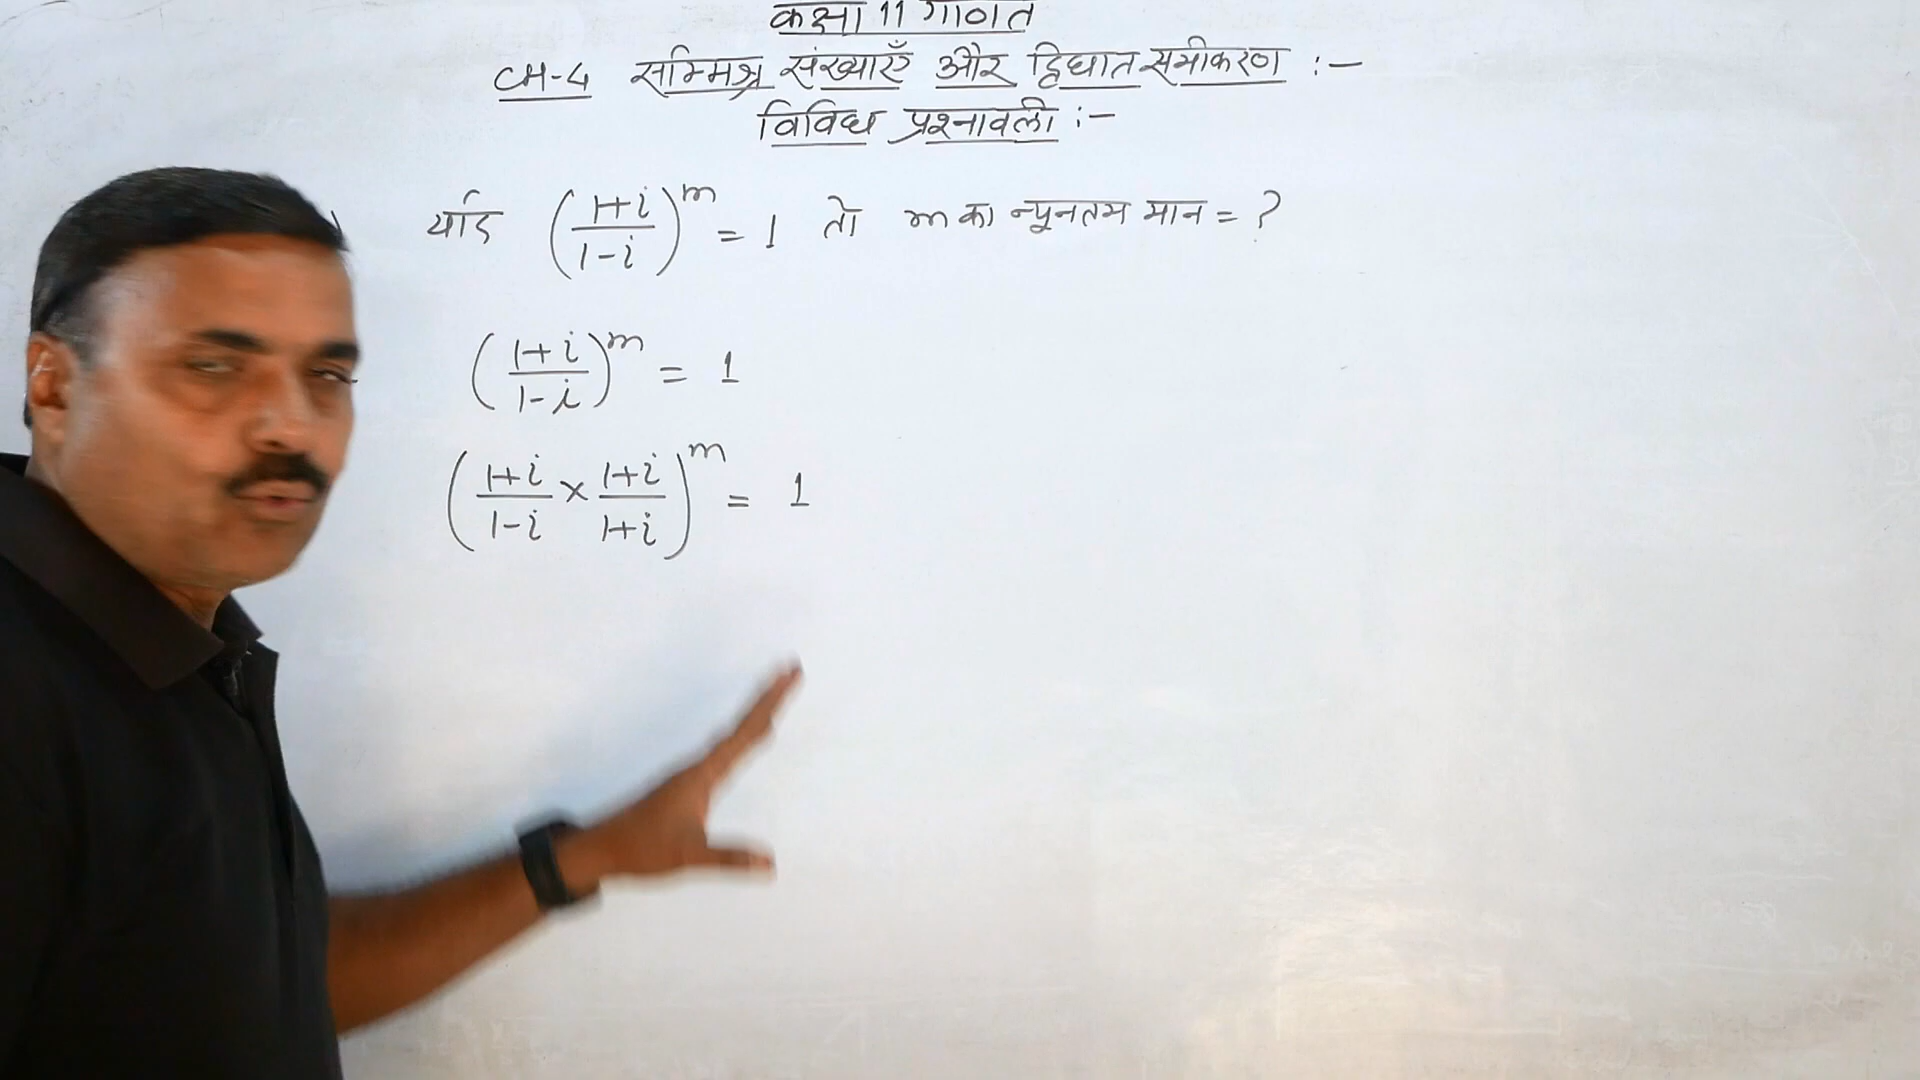 कक्षा 11 गणित
CH-4 सम्मिश्र संख्याएँ और द्विघात समीकरण :-
विविध प्रश्नावली :-
यदि ((1+i)/(1-i))^m = 1 तो m का न्यूनतम मान = ?
((1+i)/(1-i))^m = 1
((1+i)/(1-i) × (1+i)/(1+i))^m = 1